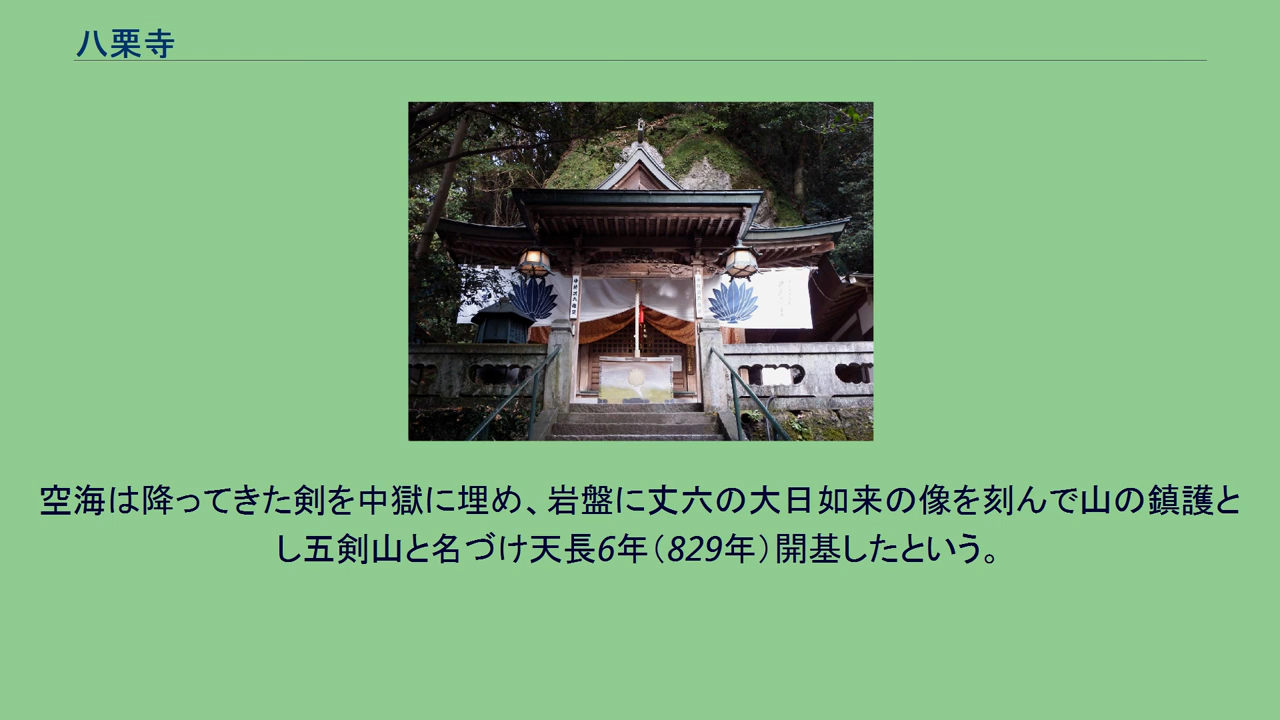 八栗寺
空海は降ってきた剣を中獄に埋め、岩盤に丈六の大日如来の像を刻んで山の鎮護と
し五剣山と名づけ天長6年（829年）開基したという。